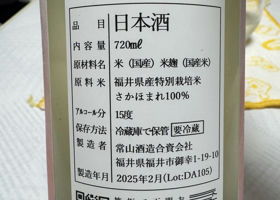 品目 日本酒
内容量 720mℓ
原材料名 米(国産) 米麹(国産米)
原料米 福井県産特別栽培米
さかほまれ100%
アルコール分 15度
保存方法 冷蔵庫で保管 要冷蔵
製造者 常山酒造合資会社
福井県福井市御幸1-19-10
製造年月 2025年2月(Lot:DA105)